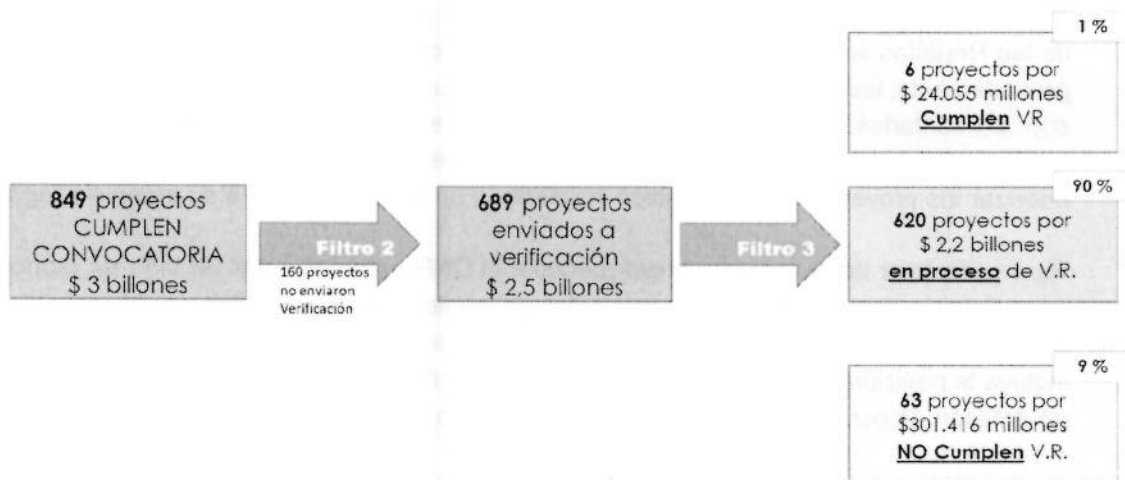 849 proyectos
CUMPLEN
CONVOCATORIA
$ 3 billones
Filtro 2
160 proyectos
no enviaron
Verificación
689 proyectos
enviados a
verificación
$ 2,5 billones
Filtro 3
1 %
6 proyectos por
$ 24.055 millones
Cumplen VR
90 %
620 proyectos por
$ 2,2 billones
en proceso de V.R.
9 %
63 proyectos por
$301.416 millones
NO Cumplen V.R.